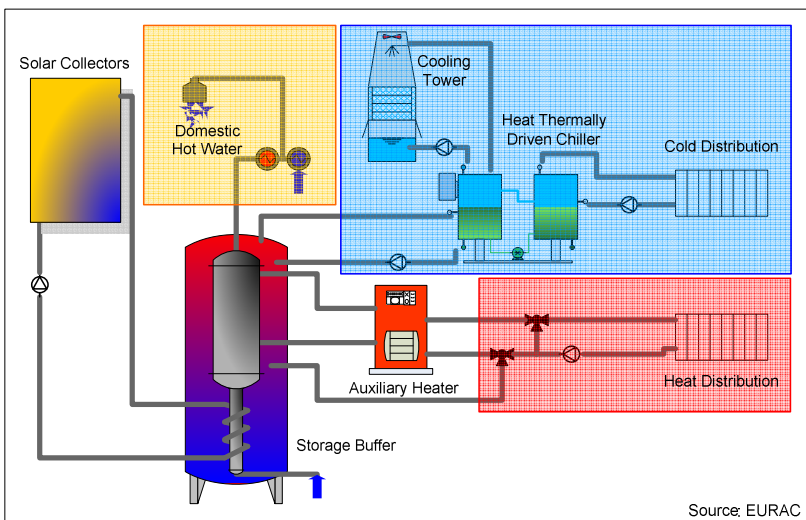 Solar Collectors
Domestic
Hot Water
Cooling
Tower
Heat Thermally
Driven Chiller
Cold Distribution
Auxiliary Heater
Heat Distribution
Storage Buffer
Source: EURAC